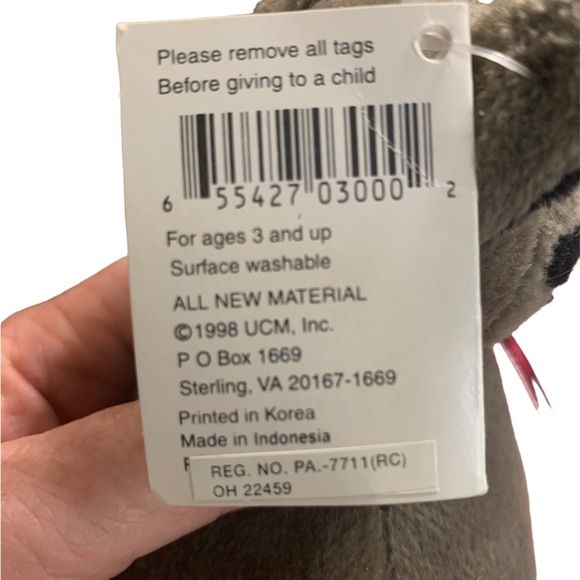 Please remove all tags
Before giving to a child
6 55427 03000 2
For ages 3 and up
Surface washable
ALL NEW MATERIAL
©1998 UCM, Inc.
P O Box 1669
Sterling, VA 20167-1669
Printed in Korea
Made in Indonesia
REG. NO. PA.-7711(RC)
OH 22459